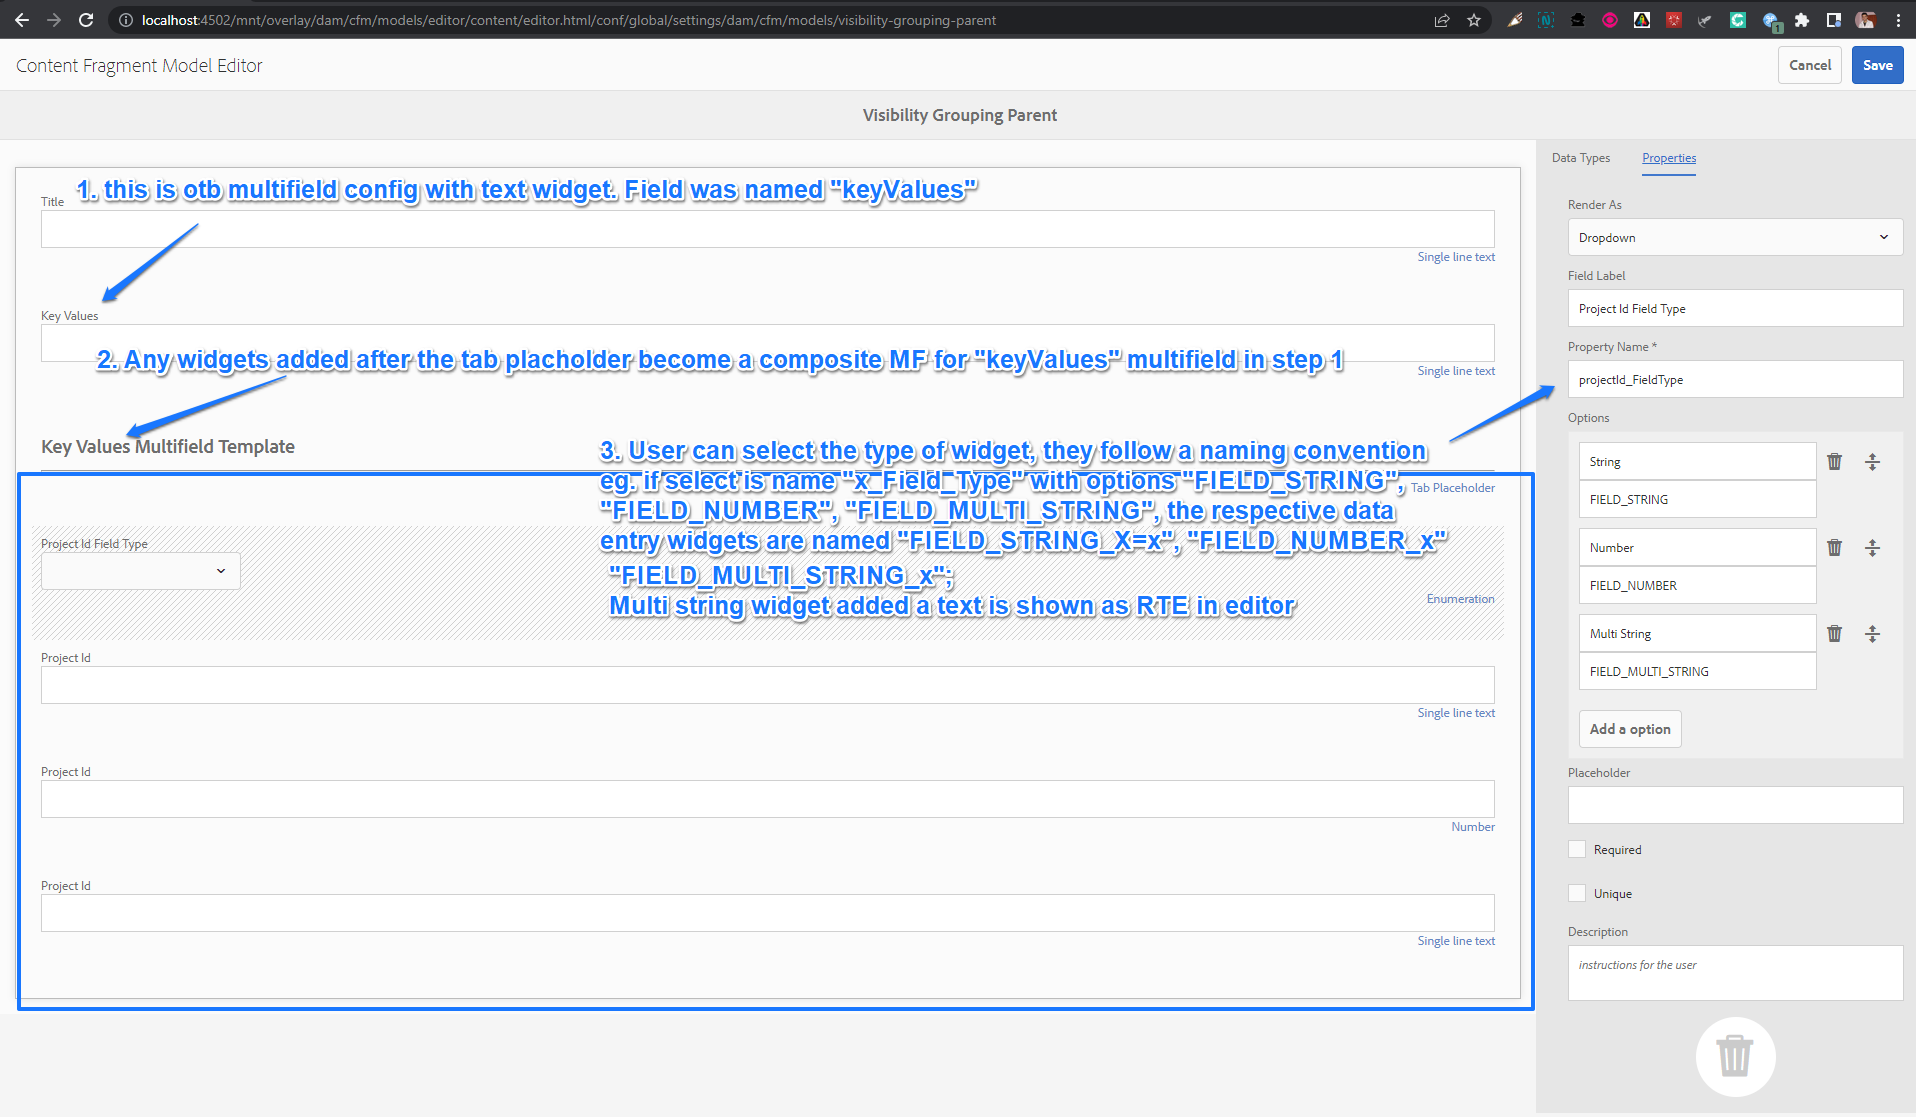 localhost:4502/mnt/overlay/dam/cfm/models/editor/content/editor.html/conf/global/settings/dam/cfm/models/visibility-grouping-parent
Content Fragment Model Editor
Cancel
Save
Visibility Grouping Parent
1. this is otb multifield config with text widget. Field was named "keyValues"
Title
Single line text
Key Values
2. Any widgets added after the tab placholder become a composite MF for "keyValues" multifield in step 1
Single line text
Key Values Multifield Template
3. User can select the type of widget, they follow a naming convention
eg. if select is name "x_Field_Type" with options "FIELD_STRING",
Tab Placeholder
"FIELD_NUMBER", "FIELD_MULTI_STRING", the respective data
entry widgets are named "FIELD_STRING_X=x", "FIELD_NUMBER_x"
"FIELD_MULTI_STRING_x";
Multi string widget added a text is shown as RTE in editor
Project Id Field Type
Enumeration
Project Id
Single line text
Project Id
Number
Project Id
Single line text
Data Types
Properties
Render As
Dropdown
Field Label
Project Id Field Type
Property Name *
projectId_FieldType
Options
String
FIELD_STRING
Number
FIELD_NUMBER
Multi String
FIELD_MULTI_STRING
Add a option
Placeholder
Required
Unique
Description
instructions for the user